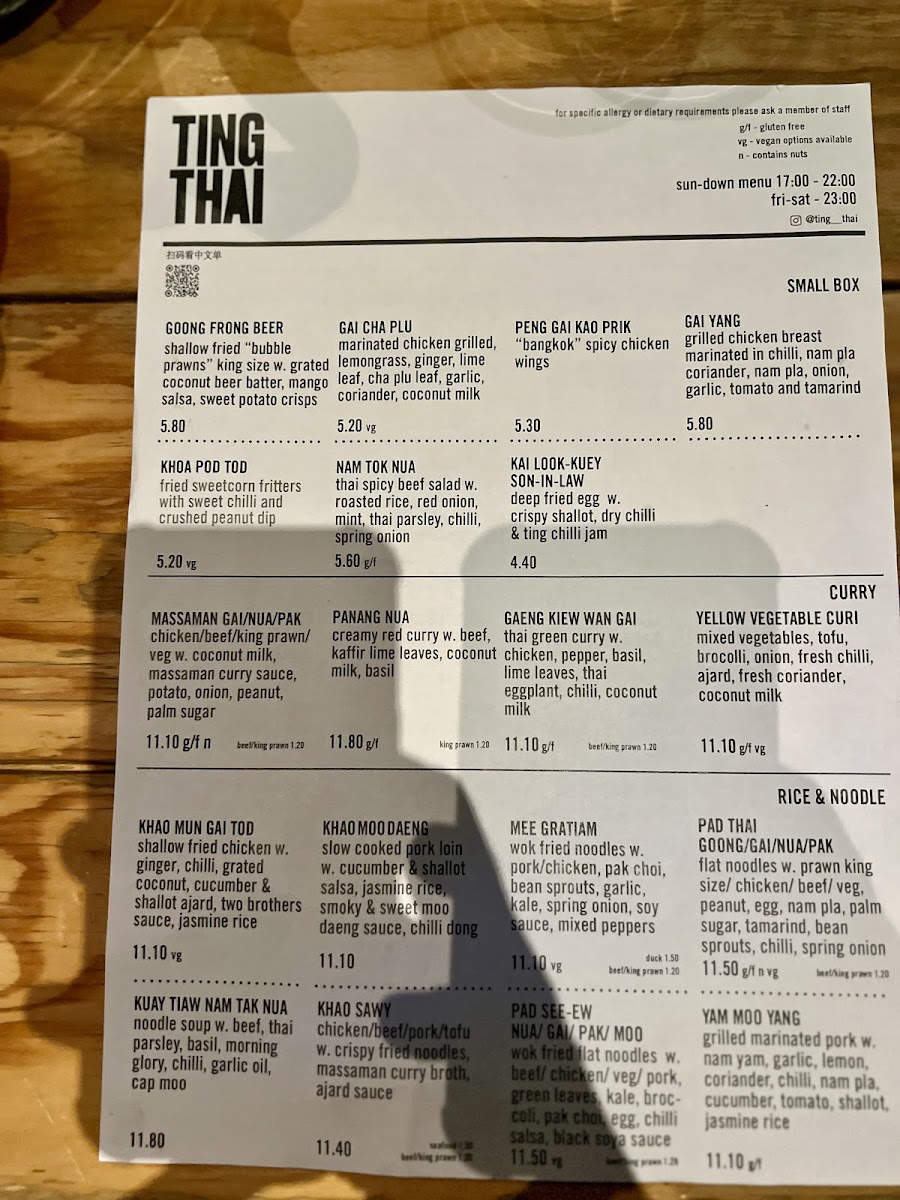 TING
THAI
for specific allergy or dietary requirements please ask a member of staff
g/f - gluten free
vg - vegan options available
n - contains nuts
sun-down menu 17:00 - 22:00
fri-sat - 23:00
@ting__thai
扫码看中文单
SMALL BOX
GOONG FRONG BEER
shallow fried “bubble
prawns” king size w. grated
coconut beer batter, mango
salsa, sweet potato crisps
5.80
GAI CHA PLU
marinated chicken grilled,
lemongrass, ginger, lime
leaf, cha plu leaf, garlic,
coriander, coconut milk
5.20 vg
PENG GAI KAO PRIK
“bangkok” spicy chicken
wings
5.30
GAI YANG
grilled chicken breast
marinated in chilli, nam pla
coriander, nam pla, onion,
garlic, tomato and tamarind
5.80
KHOA POD TOD
fried sweetcorn fritters
with sweet chilli and
crushed peanut dip
5.20 vg
NAM TOK NUA
thai spicy beef salad w.
roasted rice, red onion,
mint, thai parsley, chilli,
spring onion
5.60 g/f
KAI LOOK-KUEY
SON-IN-LAW
deep fried egg w.
crispy shallot, dry chilli
& ting chilli jam
4.40
CURRY
MASSAMAN GAI/NUA/PAK
chicken/beef/king prawn/
veg w. coconut milk,
massaman curry sauce,
potato, onion, peanut,
palm sugar
11.10 g/f n beef/king prawn 1.20
PANANG NUA
creamy red curry w. beef,
kaffir lime leaves, coconut
milk, basil
11.80 g/f king prawn 1.20
GAENG KIEW WAN GAI
thai green curry w.
chicken, pepper, basil,
lime leaves, thai
eggplant, chilli, coconut
milk
11.10 g/f beef/king prawn 1.20
YELLOW VEGETABLE CURI
mixed vegetables, tofu,
brocolli, onion, fresh chilli,
ajard, fresh coriander,
coconut milk
11.10 g/f vg
RICE & NOODLE
KHAO MUN GAI TOD
shallow fried chicken w.
ginger, chilli, grated
coconut, cucumber &
shallot ajard, two brothers
sauce, jasmine rice
11.10 vg
KHAO MOO DAENG
slow cooked pork loin
w. cucumber & shallot
salsa, jasmine rice,
smoky & sweet moo
daeng sauce, chilli dong
11.10
MEE GRATIAM
wok fried noodles w.
pork/chicken, pak choi,
bean sprouts, garlic,
kale, spring onion, soy
sauce, mixed peppers
duck 1.50
11.10 vg beef/king prawn 1.20
PAD THAI
GOONG/GAI/NUA/PAK
flat noodles w. prawn king
size/ chicken/ beef/ veg,
peanut, egg, nam pla, palm
sugar, tamarind, bean
sprouts, chilli, spring onion
11.50 g/f n vg beef/king prawn 1.20
KUAY TIAW NAM TAK NUA
noodle soup w. beef, thai
parsley, basil, morning
glory, chilli, garlic oil,
cap moo
11.80
KHAO SAWY
chicken/beef/pork/tofu
w. crispy fried noodles,
massaman curry broth,
ajard sauce
11.40 beef/king prawn
PAD SEE-EW
NUA/ GAI/ PAK/ MOO
wok fried flat noodles w.
beef/ chicken/ veg/ pork,
green leaves, kale, broc-
coli, pak choi, egg, chilli
salsa, black soya sauce
11.50 vg beef/king prawn 1.20
YAM MOO YANG
grilled marinated pork w.
nam yam, garlic, lemon,
coriander, chilli, nam pla,
cucumber, tomato, shallot,
jasmine rice
11.10 g/f